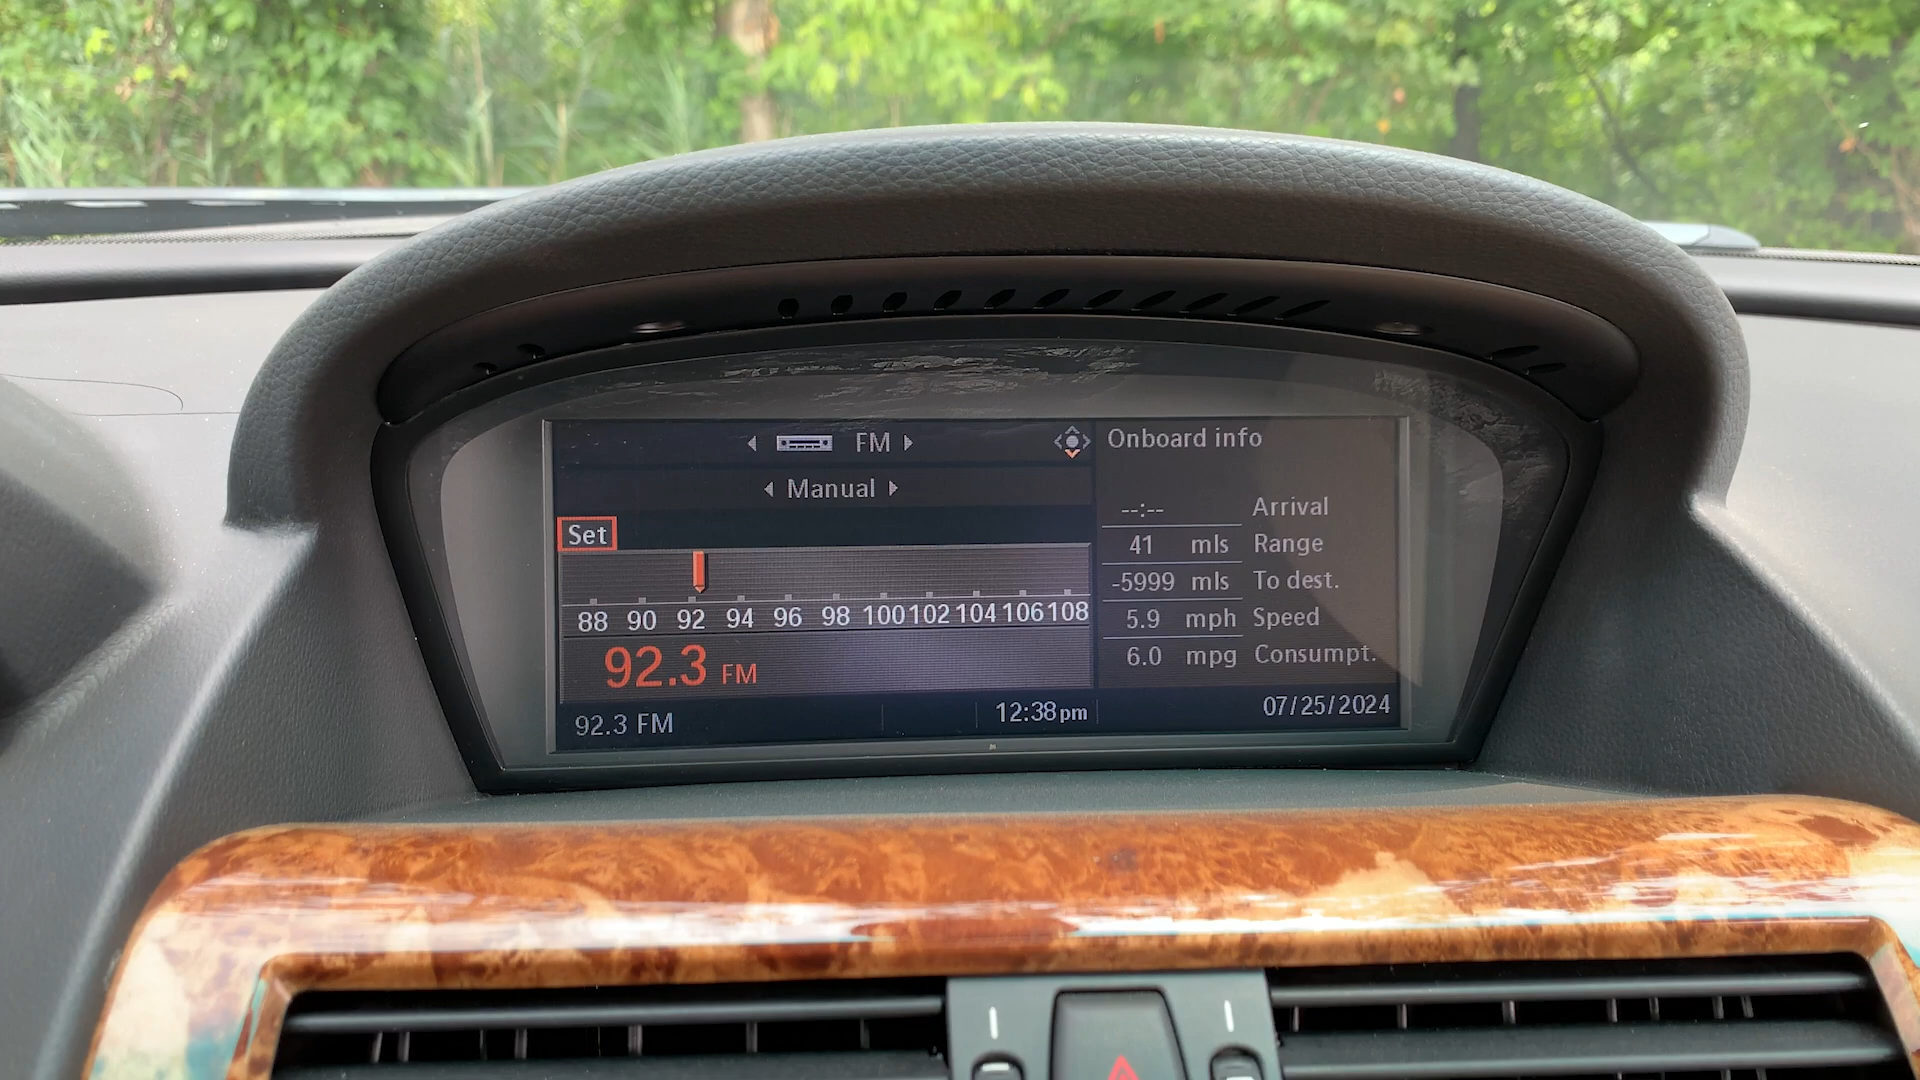 FM
Manual
Set
88 90 92 94 96 98 100 102 104 106 108
92.3 FM
92.3 FM
12:38pm
Onboard info
--:-- Arrival
41 mls Range
-5999 mls To dest.
5.9 mph Speed
6.0 mpg Consumpt.
07/25/2024